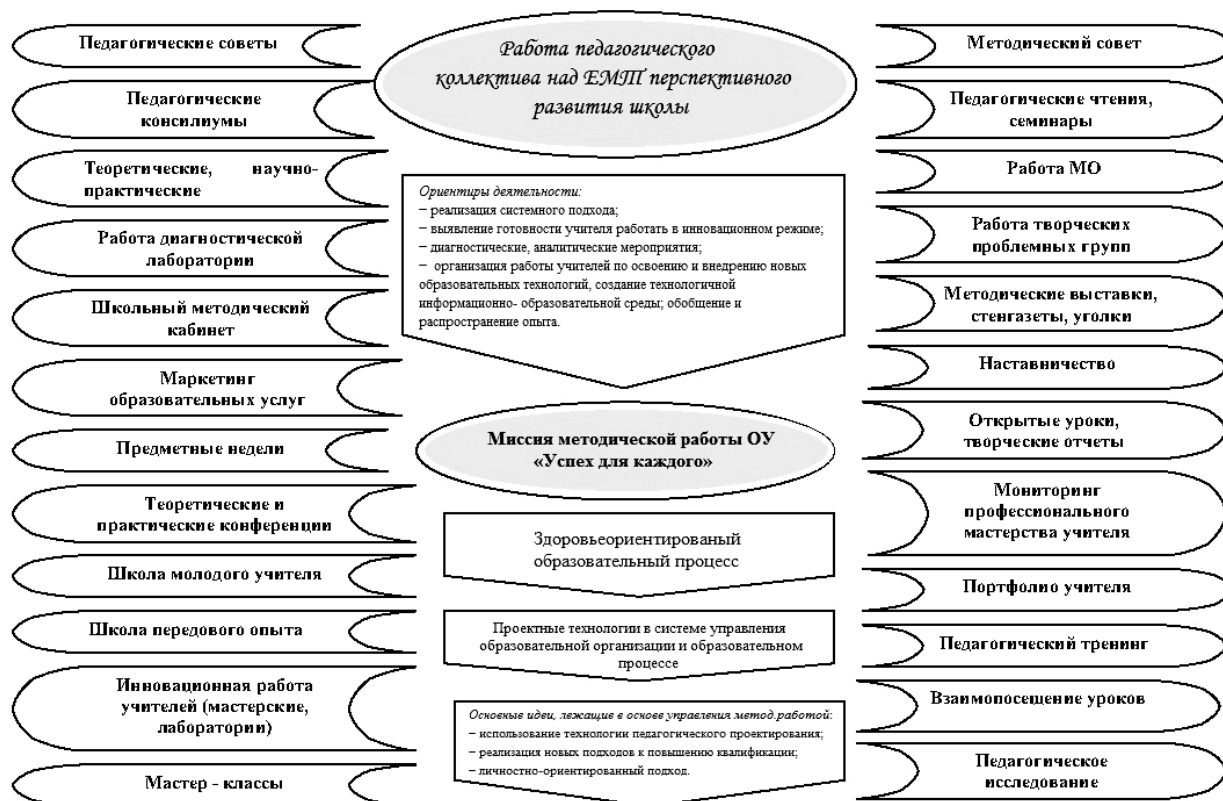 Педагогические советы
Педагогические
консилиумы
Теоретические, научно-
практические
Работа диагностической
лаборатории
Школьный методический
кабинет
Маркетинг
образовательных услуг
Предметные недели
Теоретические и
практические конференции
Школа молодого учителя
Школа передового опыта
Инновационная работа
учителей (мастерские,
лаборатории)
Мастер - классы
Работа педагогического
коллектива над ЕМТ перспективного
развития школы
Ориентиры деятельности:
– реализация системного подхода;
– выявление готовности учителя работать в инновационном режиме;
– диагностические, аналитические мероприятия;
– организация работы учителей по освоению и внедрению новых
образовательных технологий, создание технологичной
информационно- образовательной среды; обобщение и
распространение опыта.
Миссия методической работы ОУ
«Успех для каждого»
Здоровьеориентированый
образовательный процесс
Проектные технологии в системе управления
образовательной организации и образовательном
процессе
Основные идеи, лежащие в основе управления метод.работой:
– использование технологии педагогического проектирования;
– реализация новых подходов к повышению квалификации;
– личностно-ориентированный подход.
Методический совет
Педагогические чтения,
семинары
Работа МО
Работа творческих
проблемных групп
Методические выставки,
стенгазеты, уголки
Наставничество
Открытые уроки,
творческие отчеты
Мониторинг
профессионального
мастерства учителя
Портфолио учителя
Педагогический тренинг
Взаимопосещение уроков
Педагогическое
исследование